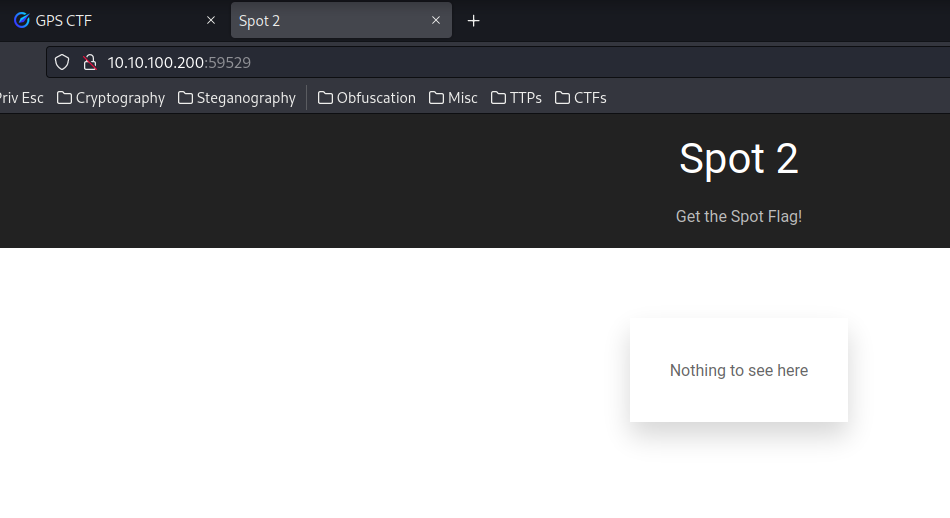 GPS CTF
Spot 2
10.10.100.200:59529
Priv Esc Cryptography Steganography Obfuscation Misc TTPs CTFs
Spot 2
Get the Spot Flag!
Nothing to see here